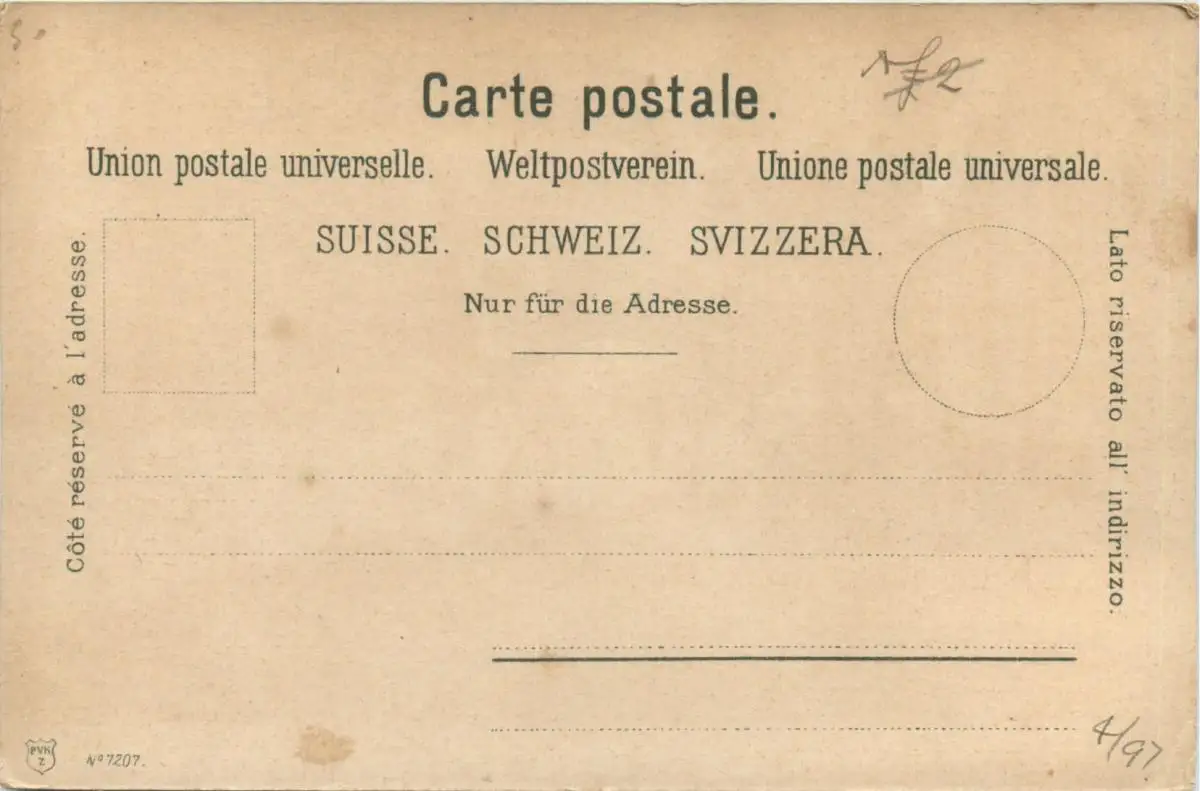 Carte postale.
Union postale universelle. Weltpostverein. Unione postale universale.
SUISSE. SCHWEIZ. SVIZZERA.
Nur für die Adresse.
Côté réservé à l'adresse.
Lato riservato all' indirizzo.
PVK
Z
Nº 7207.
4/97